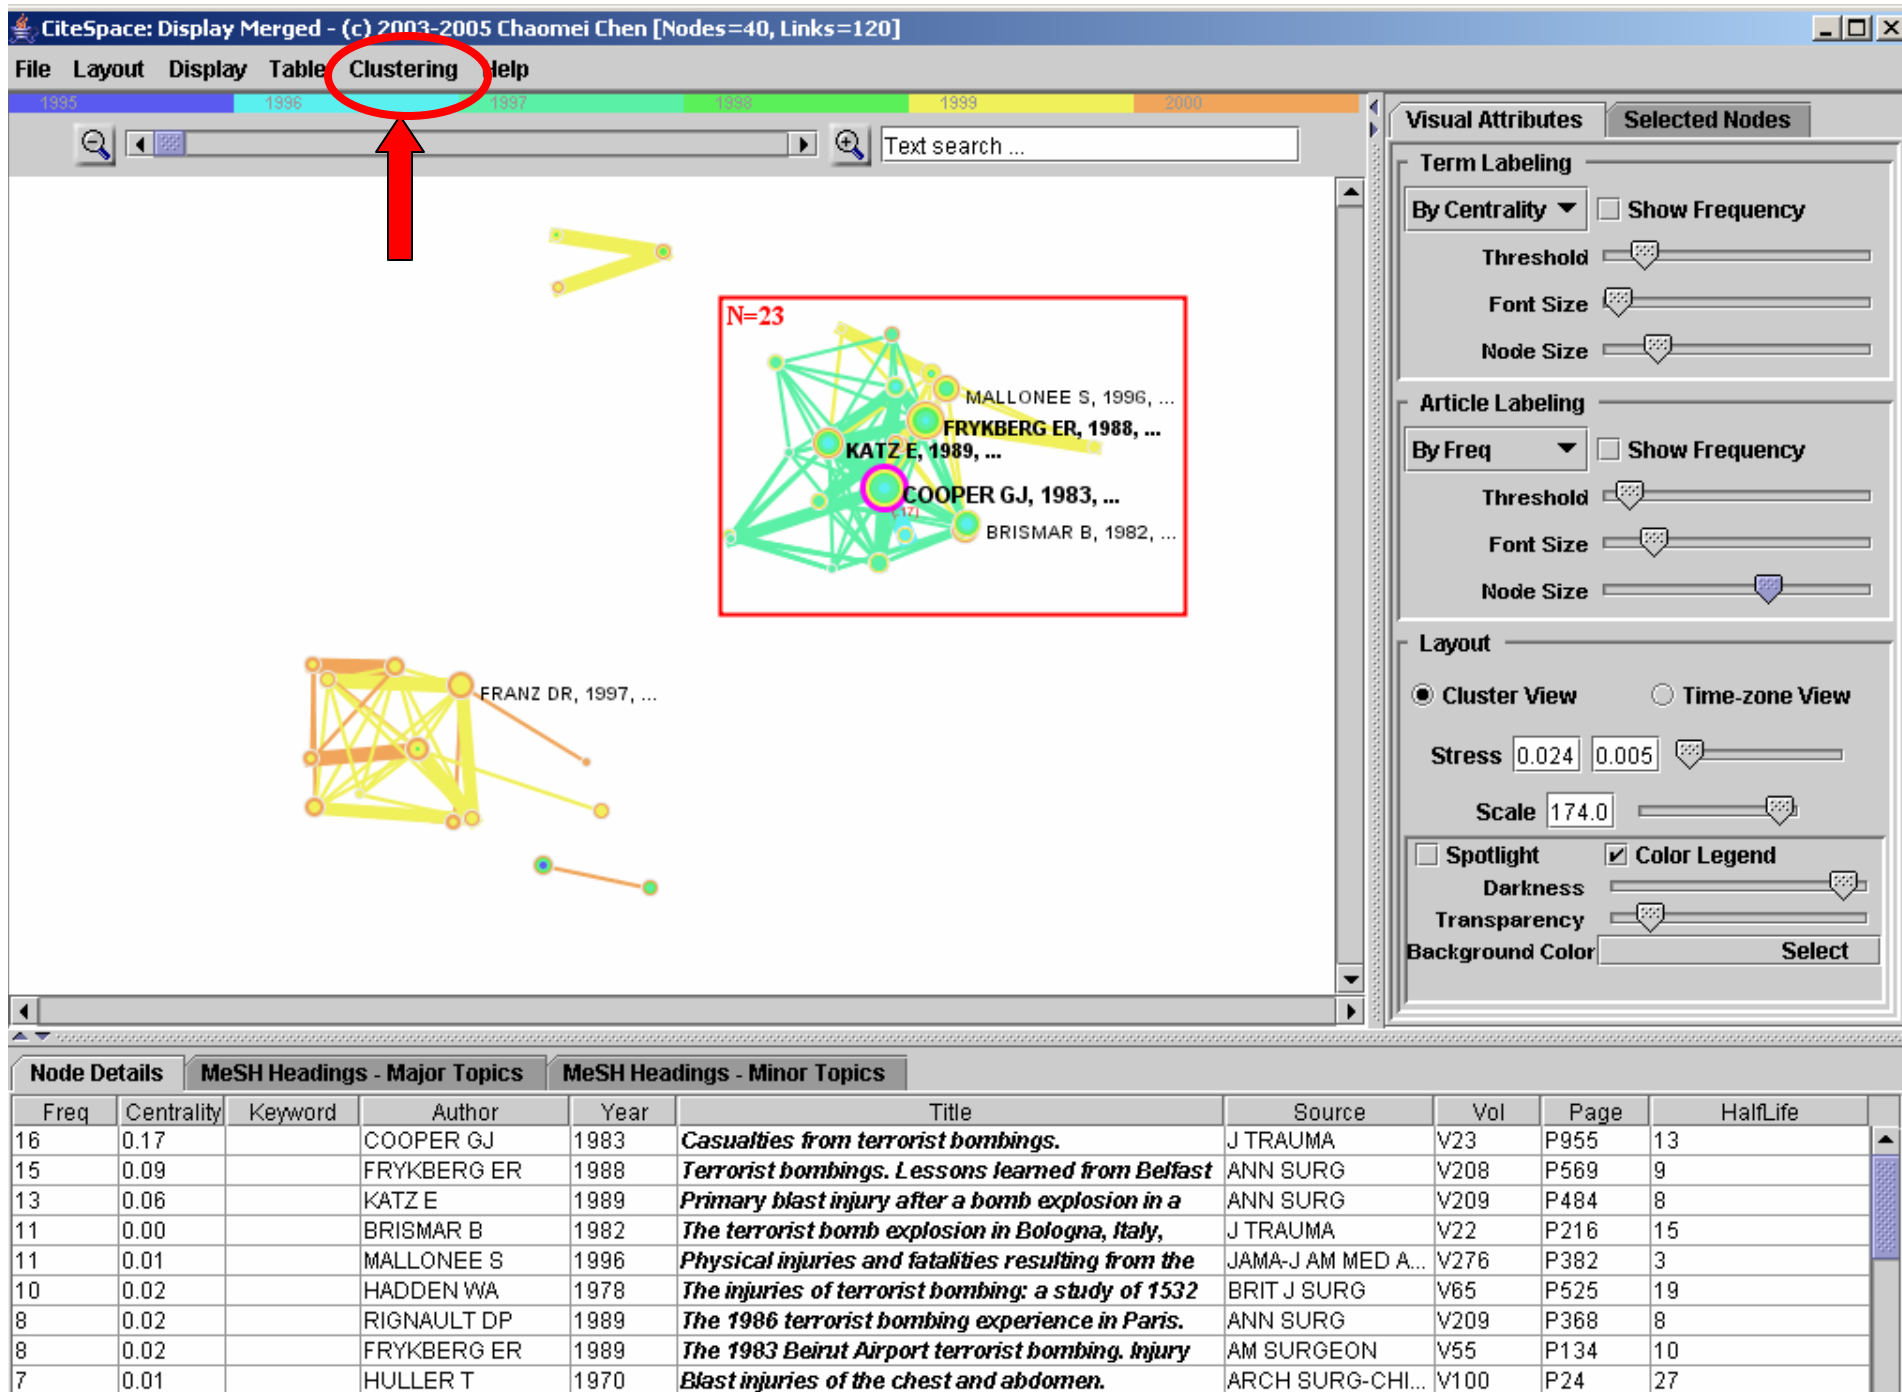 CiteSpace: Display Merged - (c) 2003-2005 Chaomei Chen [Nodes=40, Links=120]
File Layout Display Table Clustering Help
1995 1996 1997 1998 1999 2000
Text search ...
N=23
MALLONEE S, 1996, ...
FRYKBERG ER, 1988, ...
KATZ E, 1989, ...
COOPER GJ, 1983, ...
BRISMAR B, 1982, ...
FRANZ DR, 1997, ...
Visual Attributes Selected Nodes
Term Labeling
By Centrality Show Frequency
Threshold
Font Size
Node Size
Article Labeling
By Freq Show Frequency
Threshold
Font Size
Node Size
Layout
Cluster View Time-zone View
Stress 0.024 0.005
Scale 174.0
Spotlight Color Legend
Darkness
Transparency
Background Color Select
Node Details MeSH Headings - Major Topics MeSH Headings - Minor Topics
Freq Centrality Keyword Author Year Title Source Vol Page HalfLife
16 0.17 COOPER GJ 1983 Casualties from terrorist bombings. J TRAUMA V23 P955 13
15 0.09 FRYKBERG ER 1988 Terrorist bombings. Lessons learned from Belfast ANN SURG V208 P569 9
13 0.06 KATZ E 1989 Primary blast injury after a bomb explosion in a ANN SURG V209 P484 8
11 0.00 BRISMAR B 1982 The terrorist bomb explosion in Bologna, Italy, J TRAUMA V22 P216 15
11 0.01 MALLONEE S 1996 Physical injuries and fatalities resulting from the JAMA-J AM MED A... V276 P382 3
10 0.02 HADDEN WA 1978 The injuries of terrorist bombing: a study of 1532 BRIT J SURG V65 P525 19
8 0.02 RIGNAULT DP 1989 The 1986 terrorist bombing experience in Paris. ANN SURG V209 P368 8
8 0.02 FRYKBERG ER 1989 The 1983 Beirut Airport terrorist bombing. Injury AM SURGEON V55 P134 10
7 0.01 HULLER T 1970 Blast injuries of the chest and abdomen. ARCH SURG-CHI... V100 P24 27